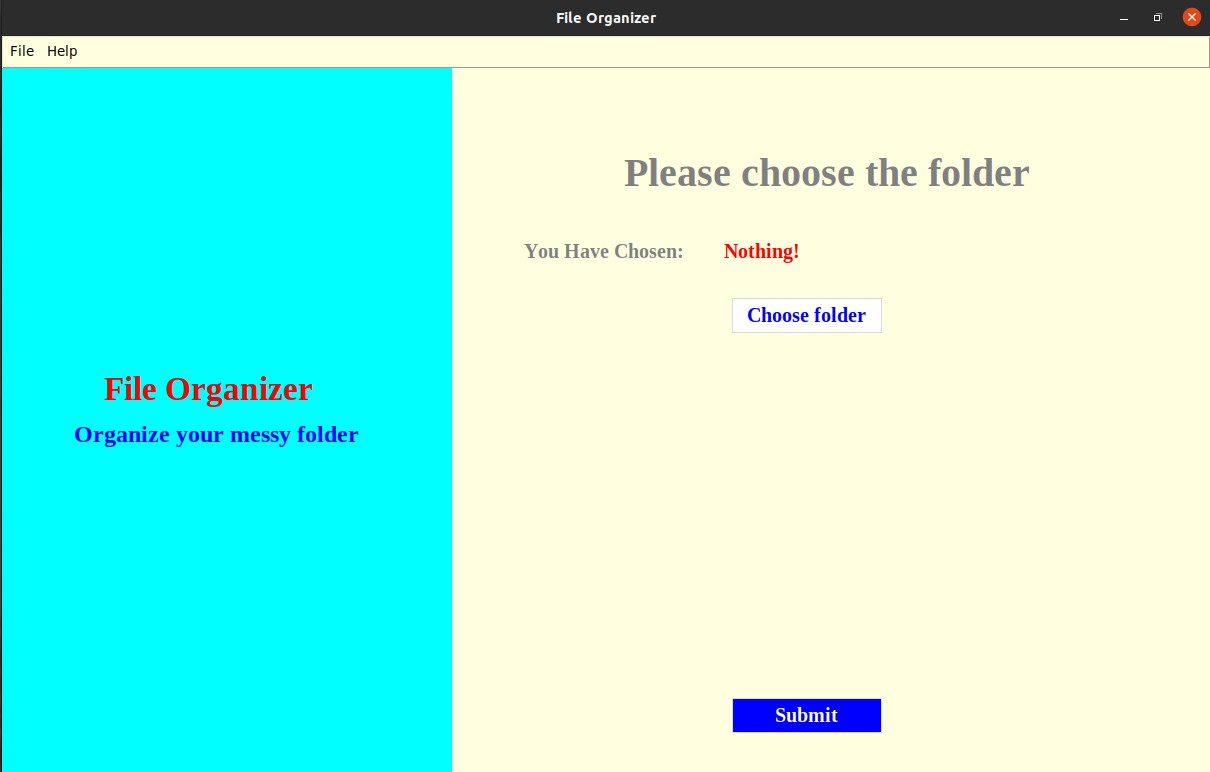 File Organizer
File Help
Please choose the folder
You Have Chosen: Nothing!
Choose folder
File Organizer
Organize your messy folder
Submit